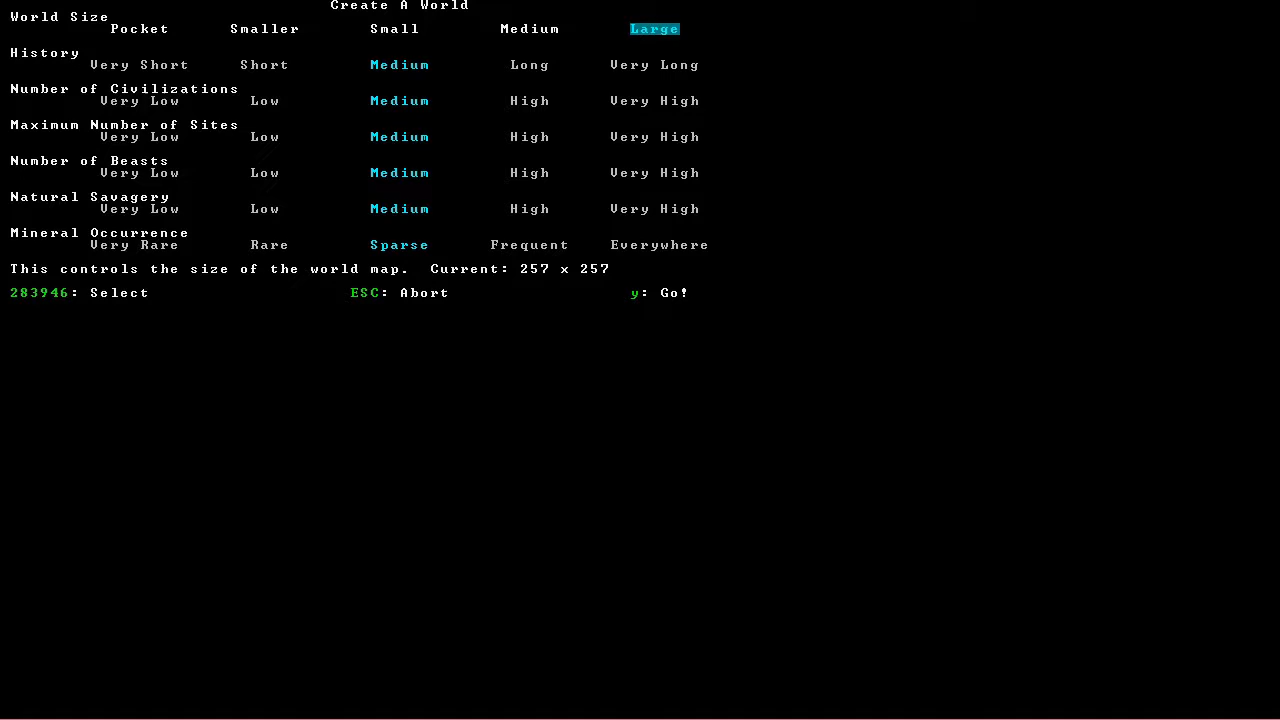 Create A World
World Size
Pocket Smaller Small Medium Large
History
Very Short Short Medium Long Very Long
Number of Civilizations
Very Low Low Medium High Very High
Maximum Number of Sites
Very Low Low Medium High Very High
Number of Beasts
Very Low Low Medium High Very High
Natural Savagery
Very Low Low Medium High Very High
Mineral Occurrence
Very Rare Rare Sparse Frequent Everywhere
This controls the size of the world map.  Current: 257 x 257
283946: Select ESC: Abort y: Go!